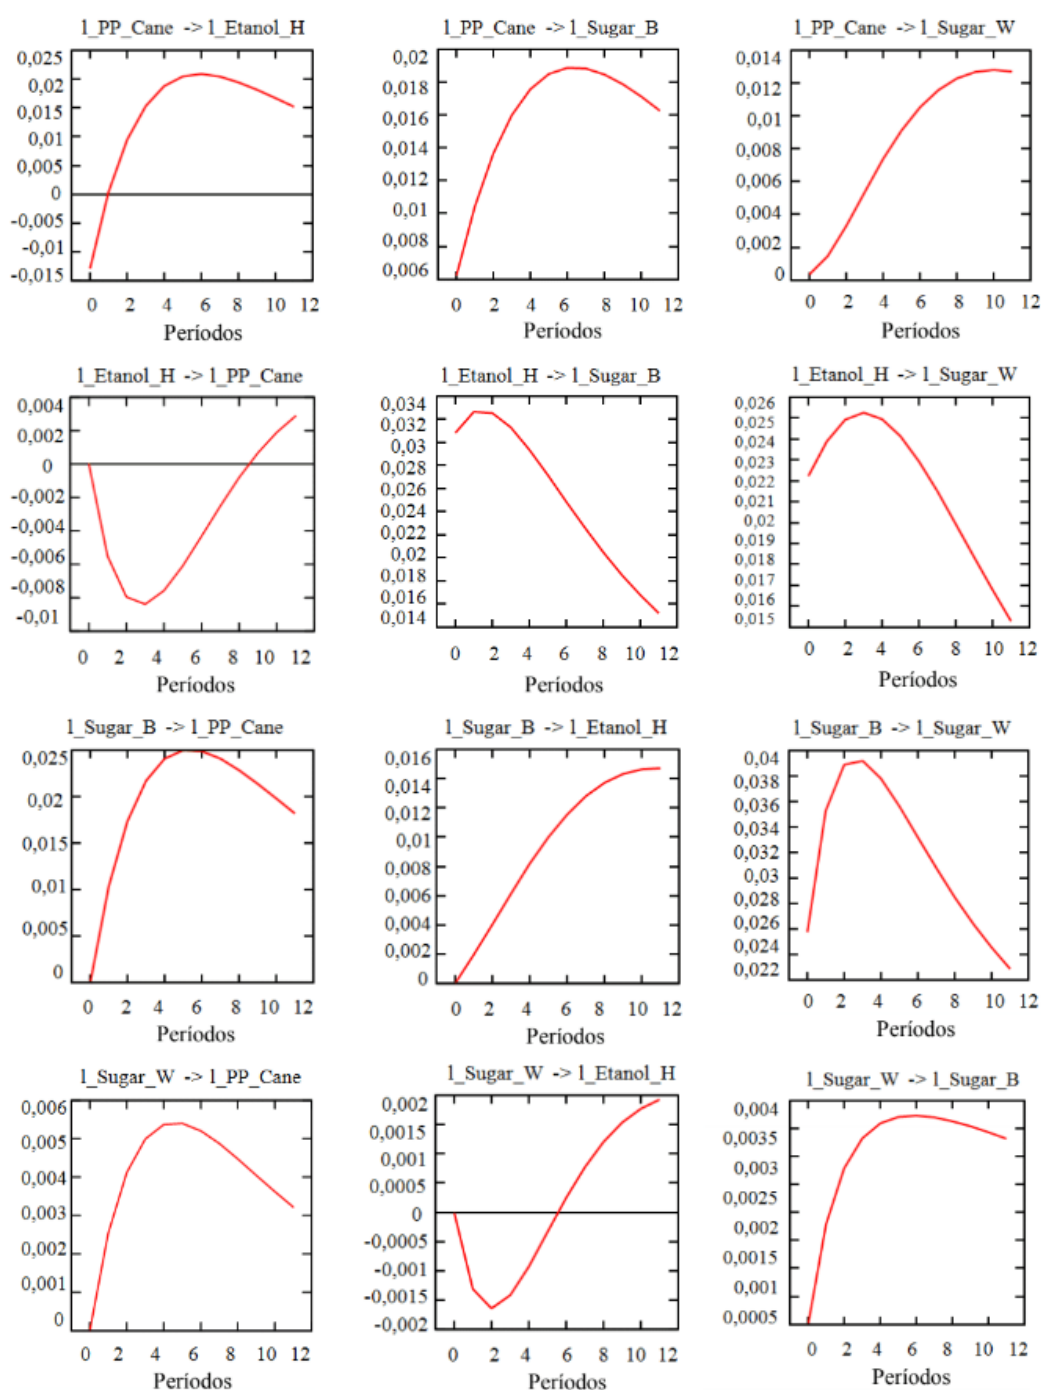 l_PP_Cane -> l_Etanol_H
0,025
0,02
0,015
0,01
0,005
0
-0,005
-0,01
-0,015
0 2 4 6 8 10 12
Períodos
l_PP_Cane -> l_Sugar_B
0,02
0,018
0,016
0,014
0,012
0,01
0,008
0,006
0 2 4 6 8 10 12
Períodos
l_PP_Cane -> l_Sugar_W
0,014
0,012
0,01
0,008
0,006
0,004
0,002
0
0 2 4 6 8 10 12
Períodos
l_Etanol_H -> l_PP_Cane
0,004
0,002
0
-0,002
-0,004
-0,006
-0,008
-0,01
0 2 4 6 8 10 12
Períodos
l_Etanol_H -> l_Sugar_B
0,034
0,032
0,03
0,028
0,026
0,024
0,022
0,02
0,018
0,016
0,014
0 2 4 6 8 10 12
Períodos
l_Etanol_H -> l_Sugar_W
0,026
0,025
0,024
0,023
0,022
0,021
0,02
0,019
0,018
0,017
0,016
0,015
0 2 4 6 8 10 12
Períodos
l_Sugar_B -> l_PP_Cane
0,025
0,02
0,015
0,01
0,005
0
0 2 4 6 8 10 12
Períodos
l_Sugar_B -> l_Etanol_H
0,016
0,014
0,012
0,01
0,008
0,006
0,004
0,002
0
0 2 4 6 8 10 12
Períodos
l_Sugar_B -> l_Sugar_W
0,04
0,038
0,036
0,034
0,032
0,03
0,028
0,026
0,024
0,022
0 2 4 6 8 10 12
Períodos
l_Sugar_W -> l_PP_Cane
0,006
0,005
0,004
0,003
0,002
0,001
0
0 2 4 6 8 10 12
Períodos
l_Sugar_W -> l_Etanol_H
0,002
0,0015
0,001
0,0005
0
-0,0005
-0,001
-0,0015
-0,002
0 2 4 6 8 10 12
Períodos
l_Sugar_W -> l_Sugar_B
0,004
0,0035
0,003
0,0025
0,002
0,0015
0,001
0,0005
0 2 4 6 8 10 12
Períodos